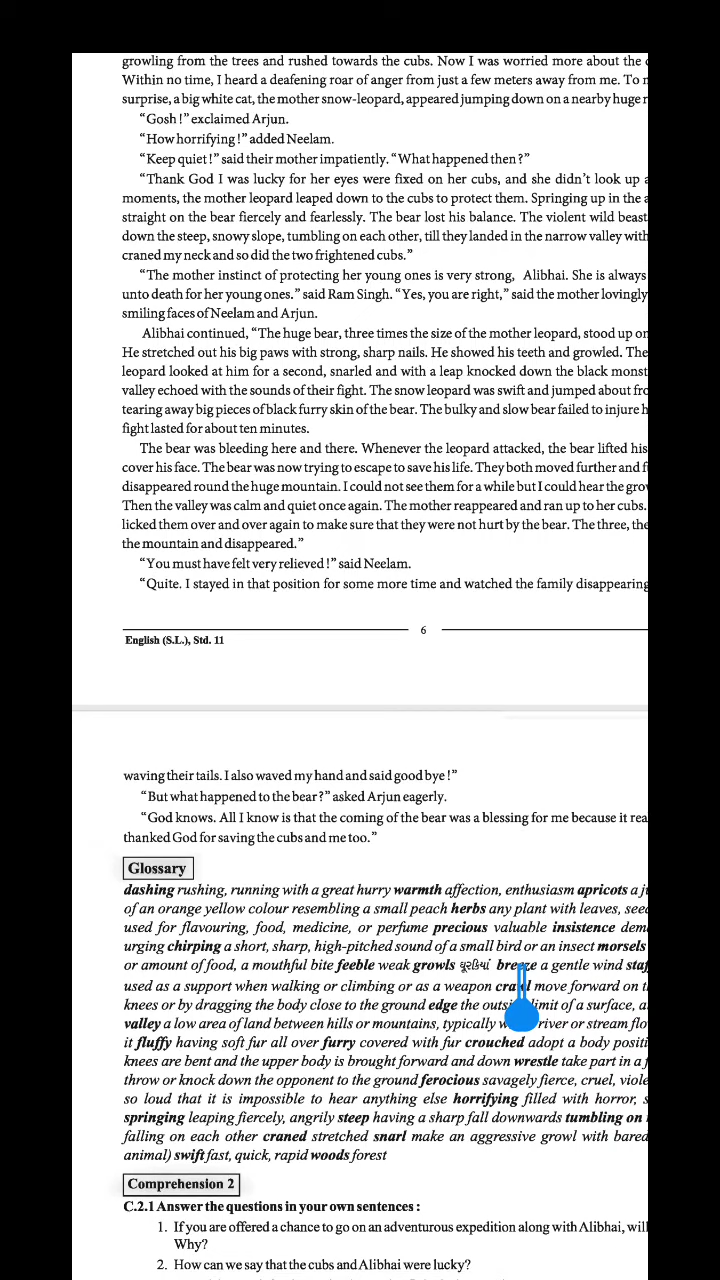 growling from the trees and rushed towards the cubs. Now I was worried more about the
Within no time, I heard a deafening roar of anger from just a few meters away from me. To
surprise, a big white cat, the mother snow-leopard, appeared jumping down on a nearby huge
“Gosh !” exclaimed Arjun.
“How horrifying !” added Neelam.
“Keep quiet !” said their mother impatiently. “What happened then ?”
“Thank God I was lucky for her eyes were fixed on her cubs, and she didn’t look up
moments, the mother leopard leaped down to the cubs to protect them. Springing up in the
straight on the bear fiercely and fearlessly. The bear lost his balance. The violent wild beast
down the steep, snowy slope, tumbling on each other, till they landed in the narrow valley with
craned my neck and so did the two frightened cubs.”
“The mother instinct of protecting her young ones is very strong, Alibhai. She is always
unto death for her young ones.” said Ram Singh. “Yes, you are right,” said the mother lovingly
smiling faces of Neelam and Arjun.
Alibhai continued, “The huge bear, three times the size of the mother leopard, stood up on
He stretched out his big paws with strong, sharp nails. He showed his teeth and growled. The
leopard looked at him for a second, snarled and with a leap knocked down the black
valley echoed with the sounds of their fight. The snow leopard was swift and jumped about
tearing away big pieces of black furry skin of the bear. The bulky and slow bear failed to injure
fight lasted for about ten minutes.
The bear was bleeding here and there. Whenever the leopard attacked, the bear lifted his
cover his face. The bear was now trying to escape to save his life. They both moved further and
disappeared round the huge mountain. I could not see them for a while but I could hear the
Then the valley was calm and quiet once again. The mother reappeared and ran up to her cubs.
licked them over and over again to make sure that they were not hurt by the bear. The three,
the mountain and disappeared.”
“You must have felt very relieved !” said Neelam.
“Quite. I stayed in that position for some more time and watched the family disappearing
6
English (S.L.), Std. 11
waving their tails. I also waved my hand and said good bye !”
“But what happened to the bear ?” asked Arjun eagerly.
“God knows. All I know is that the coming of the bear was a blessing for me because it
thanked God for saving the cubs and me too.”
Glossary
dashing rushing, running with a great hurry warmth affection, enthusiasm apricots a
of an orange yellow colour resembling a small peach herbs any plant with leaves,
used for flavouring, food, medicine, or perfume precious valuable insistence
urging chirping a short, sharp, high-pitched sound of a small bird or an insect morsels
or amount of food, a mouthful bite feeble weak growls ઘૂરકિયાં breeze a gentle wind
used as a support when walking or climbing or as a weapon crawl move forward on
knees or by dragging the body close to the ground edge the outside limit of a surface,
valley a low area of land between hills or mountains, typically river or stream
it fluffy having soft fur all over furry covered with fur crouched adopt a body
knees are bent and the upper body is brought forward and down wrestle take part in a
throw or knock down the opponent to the ground ferocious savagely fierce, cruel,
so loud that it is impossible to hear anything else horrifying filled with horror,
springing leaping fiercely, angrily steep having a sharp fall downwards tumbling on
falling on each other craned stretched snarl make an aggressive growl with bared
animal) swift fast, quick, rapid woods forest
Comprehension 2
C.2.1 Answer the questions in your own sentences :
1. If you are offered a chance to go on an adventurous expedition along with Alibhai, will
Why?
2. How can we say that the cubs and Alibhai were lucky?